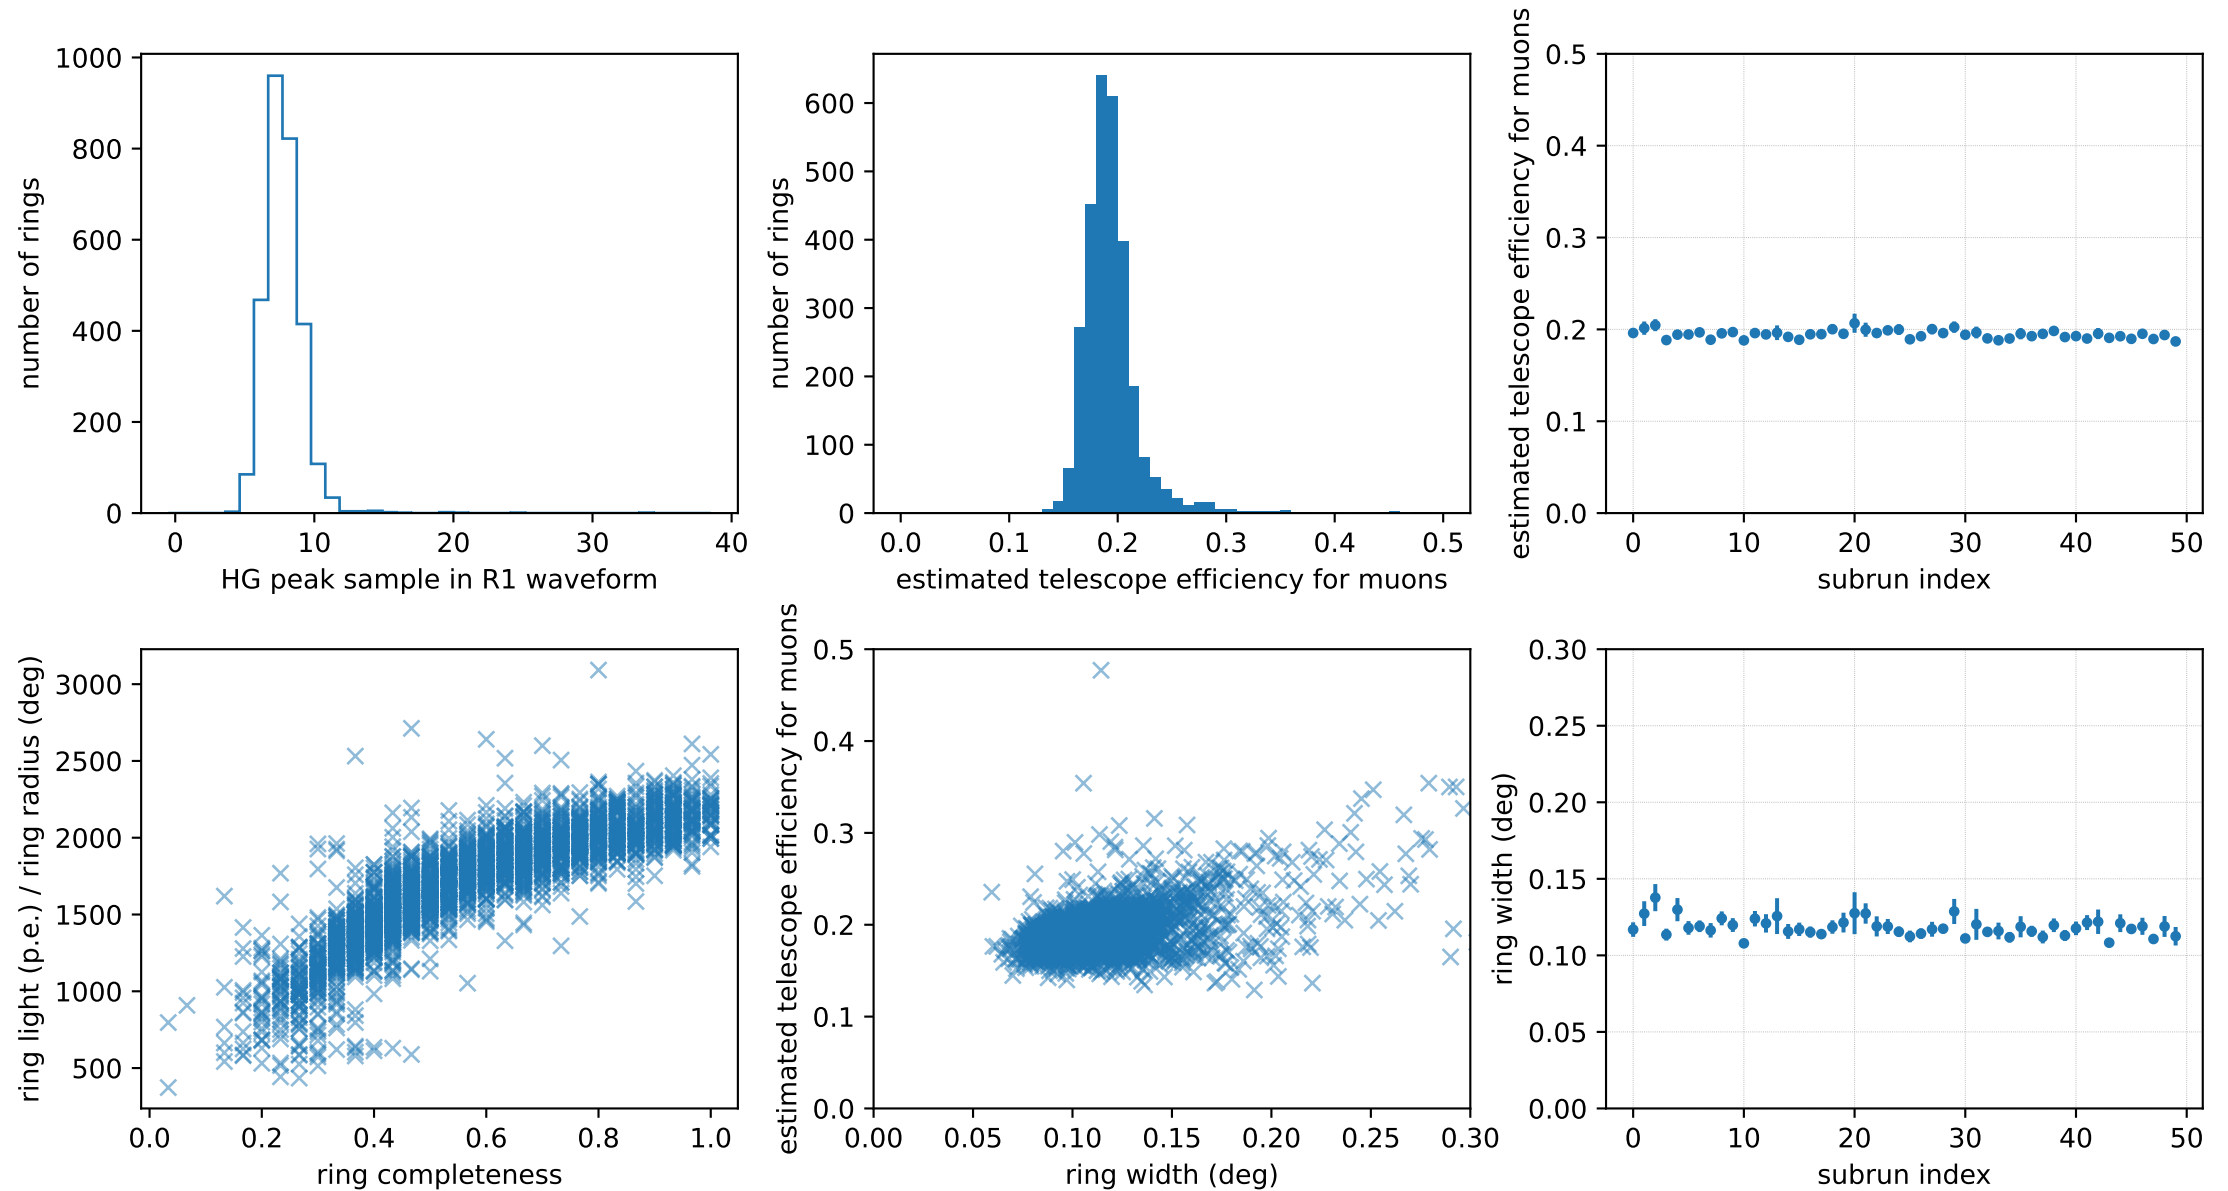 1000
800
600
400
200
0
number of rings
0 10 20 30 40
HG peak sample in R1 waveform
600
500
400
300
200
100
0
number of rings
0.0 0.1 0.2 0.3 0.4 0.5
estimated telescope efficiency for muons
0.5
0.4
0.3
0.2
0.1
0.0
estimated telescope efficiency for muons
0 10 20 30 40 50
subrun index
3000
2500
2000
1500
1000
500
ring light (p.e.) / ring radius (deg)
0.0 0.2 0.4 0.6 0.8 1.0
ring completeness
0.5
0.4
0.3
0.2
0.1
0.0
estimated telescope efficiency for muons
0.00 0.05 0.10 0.15 0.20 0.25 0.30
ring width (deg)
0.30
0.25
0.20
0.15
0.10
0.05
0.00
ring width (deg)
0 10 20 30 40 50
subrun index